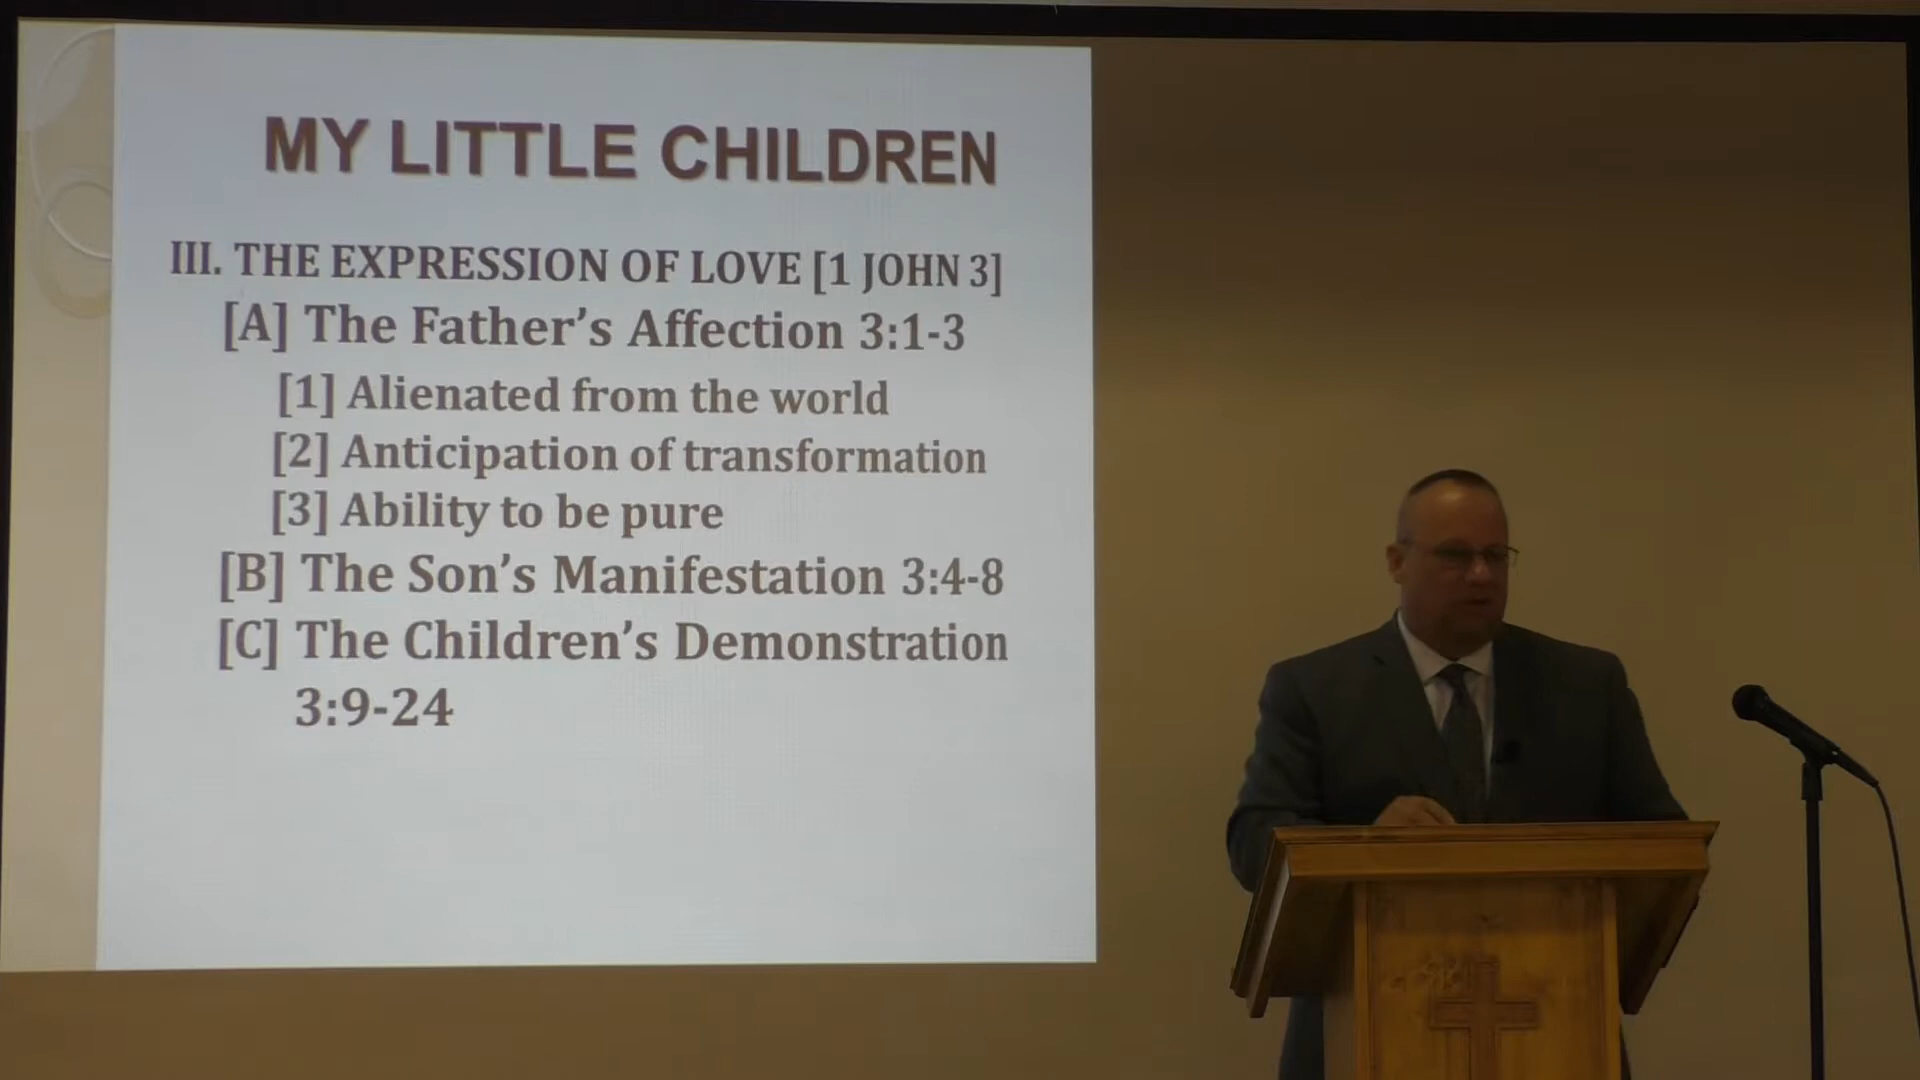 MY LITTLE CHILDREN
III. THE EXPRESSION OF LOVE [1 JOHN 3]
[A] The Father's Affection 3:1-3
[1] Alienated from the world
[2] Anticipation of transformation
[3] Ability to be pure
[B] The Son's Manifestation 3:4-8
[C] The Children's Demonstration
3:9-24